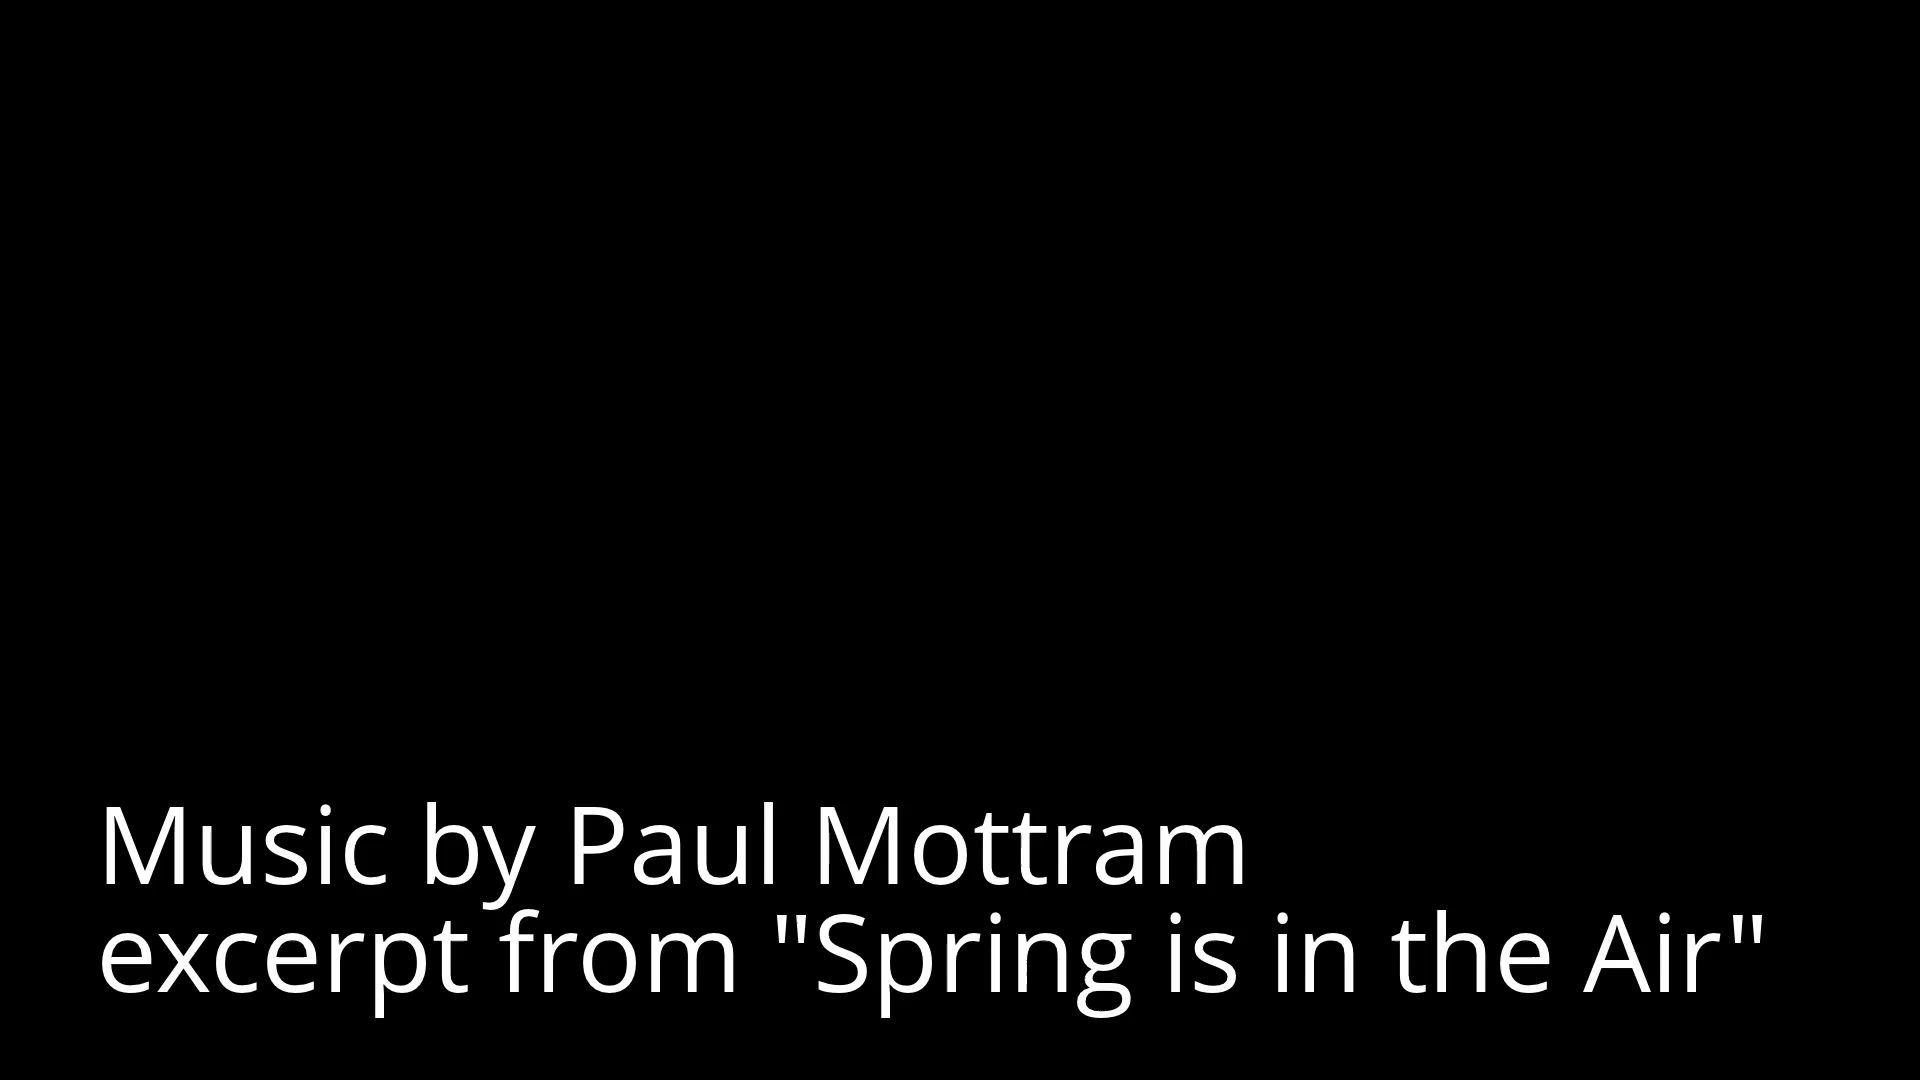 Music by Paul Mottram
excerpt from "Spring is in the Air"